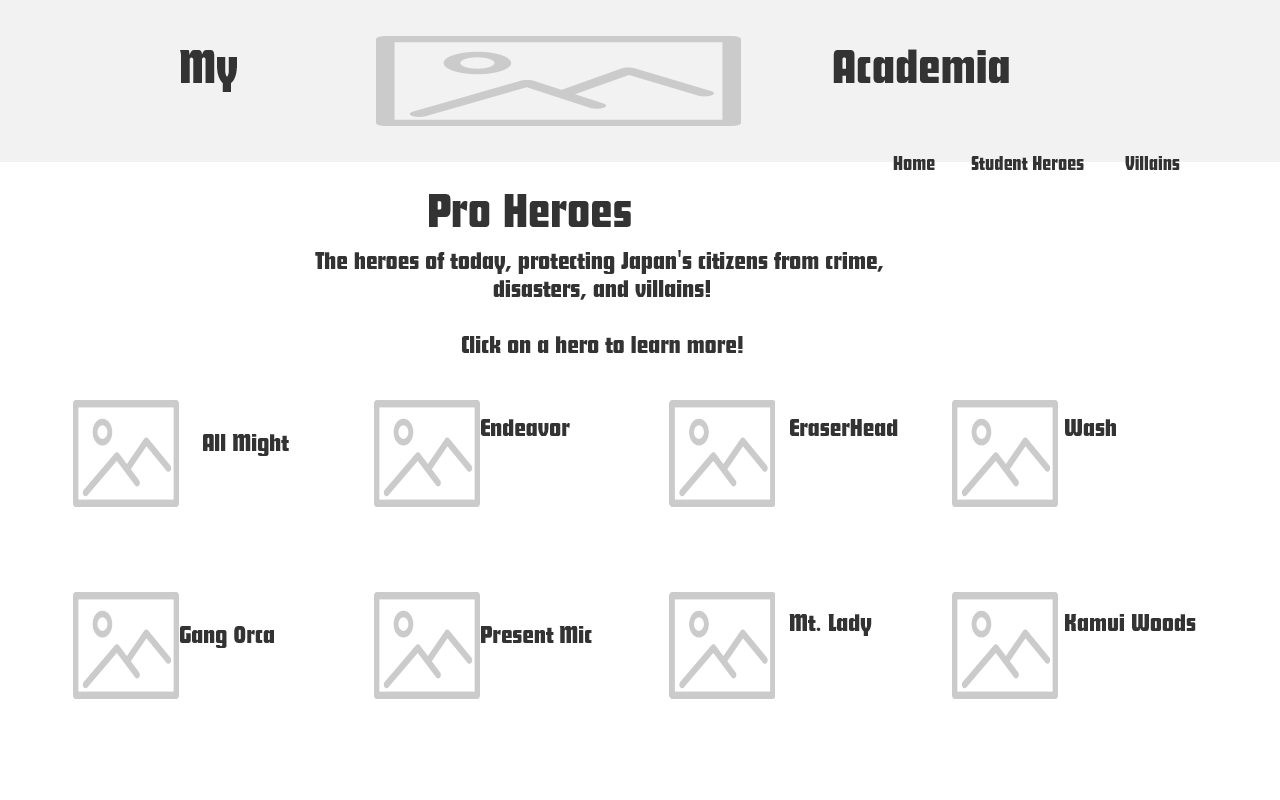 My
Academia
Home
Student Heroes
Villains
Pro Heroes
The heroes of today, protecting Japan's citizens from crime,
disasters, and villains!
Click on a hero to learn more!
All Might
Endeavor
EraserHead
Wash
Gang Orca
Present Mic
Mt. Lady
Kamui Woods